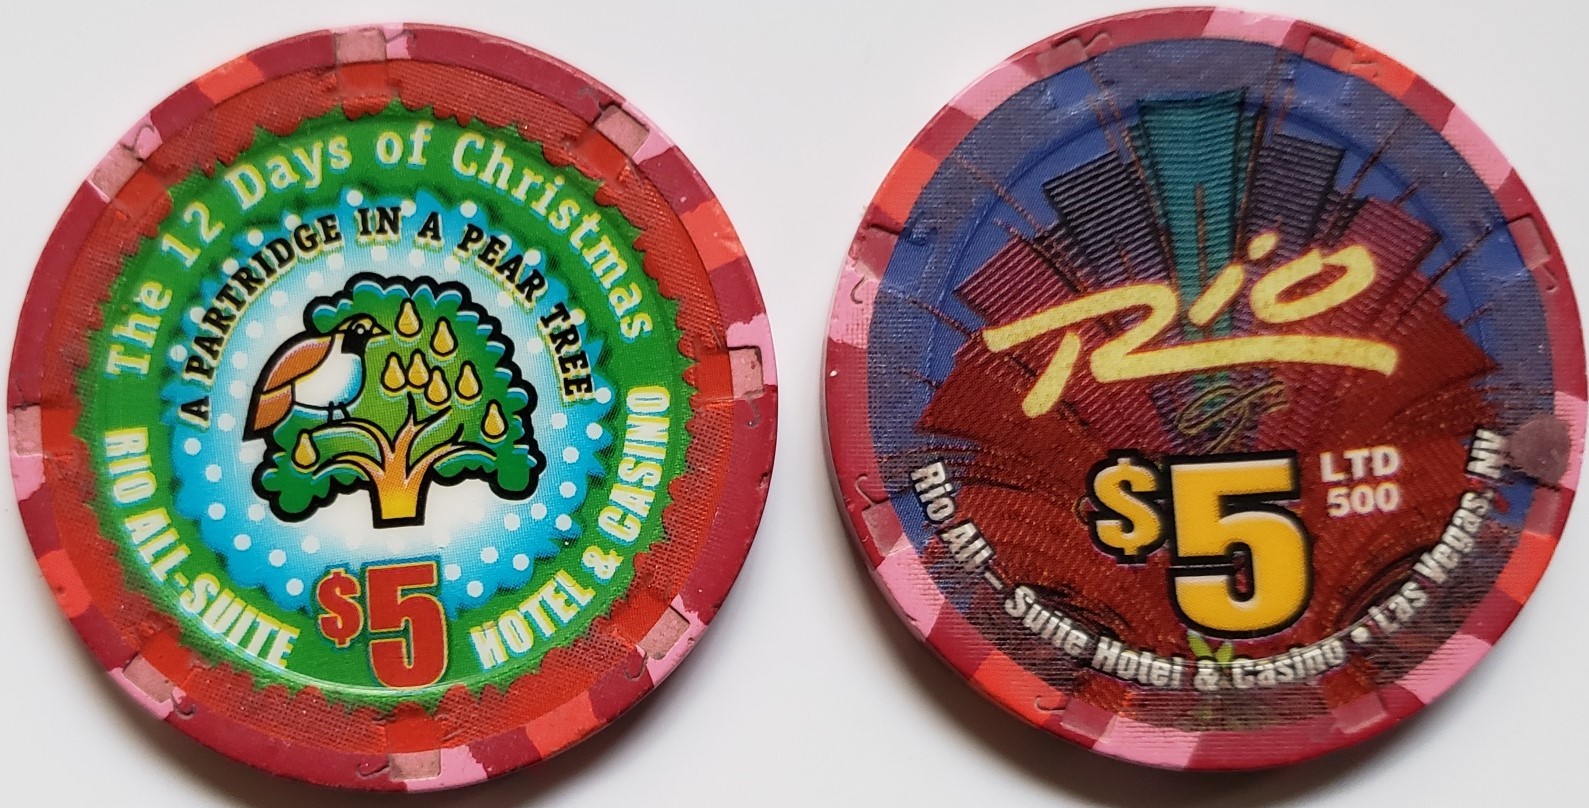 The 12 Days of Christmas
A PARTRIDGE IN A PEAR TREE
RIO ALL-SUITE
HOTEL & CASINO
$5
Rio
$5
LTD
500
Rio All-Suite Hotel & Casino • Las Vegas, NV